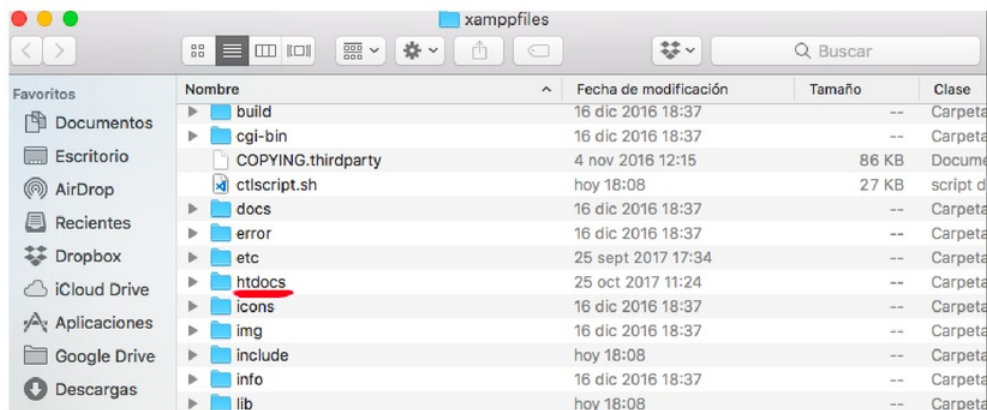 xamppfiles
Buscar
Favoritos
Documentos
Escritorio
AirDrop
Recientes
Dropbox
iCloud Drive
Aplicaciones
Google Drive
Descargas
Nombre Fecha de modificación Tamaño Clase
build 16 dic 2016 18:37 -- Carpeta
cgi-bin 16 dic 2016 18:37 -- Carpeta
COPYING.thirdparty 4 nov 2016 12:15 86 KB Docume
ctlscript.sh hoy 18:08 27 KB script d
docs 16 dic 2016 18:37 -- Carpeta
error 16 dic 2016 18:37 -- Carpeta
etc 25 sept 2017 17:34 -- Carpeta
htdocs 25 oct 2017 11:24 -- Carpeta
icons 16 dic 2016 18:37 -- Carpeta
img 16 dic 2016 18:37 -- Carpeta
include hoy 18:08 -- Carpeta
info 16 dic 2016 18:37 -- Carpeta
lib hoy 18:08 -- Carpeta